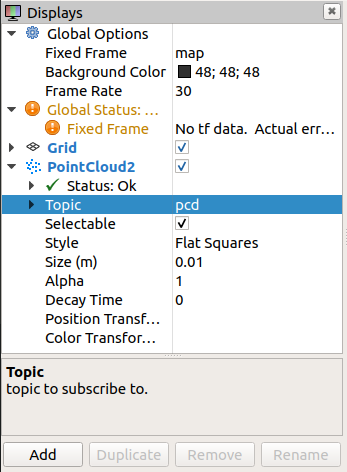 Displays
Global Options
Fixed Frame map
Background Color 48; 48; 48
Frame Rate 30
Global Status: ...
Fixed Frame No tf data. Actual err...
Grid
PointCloud2
Status: Ok
Topic pcd
Selectable
Style Flat Squares
Size (m) 0.01
Alpha 1
Decay Time 0
Position Transf...
Color Transfor...
Topic
topic to subscribe to.
Add Duplicate Remove Rename